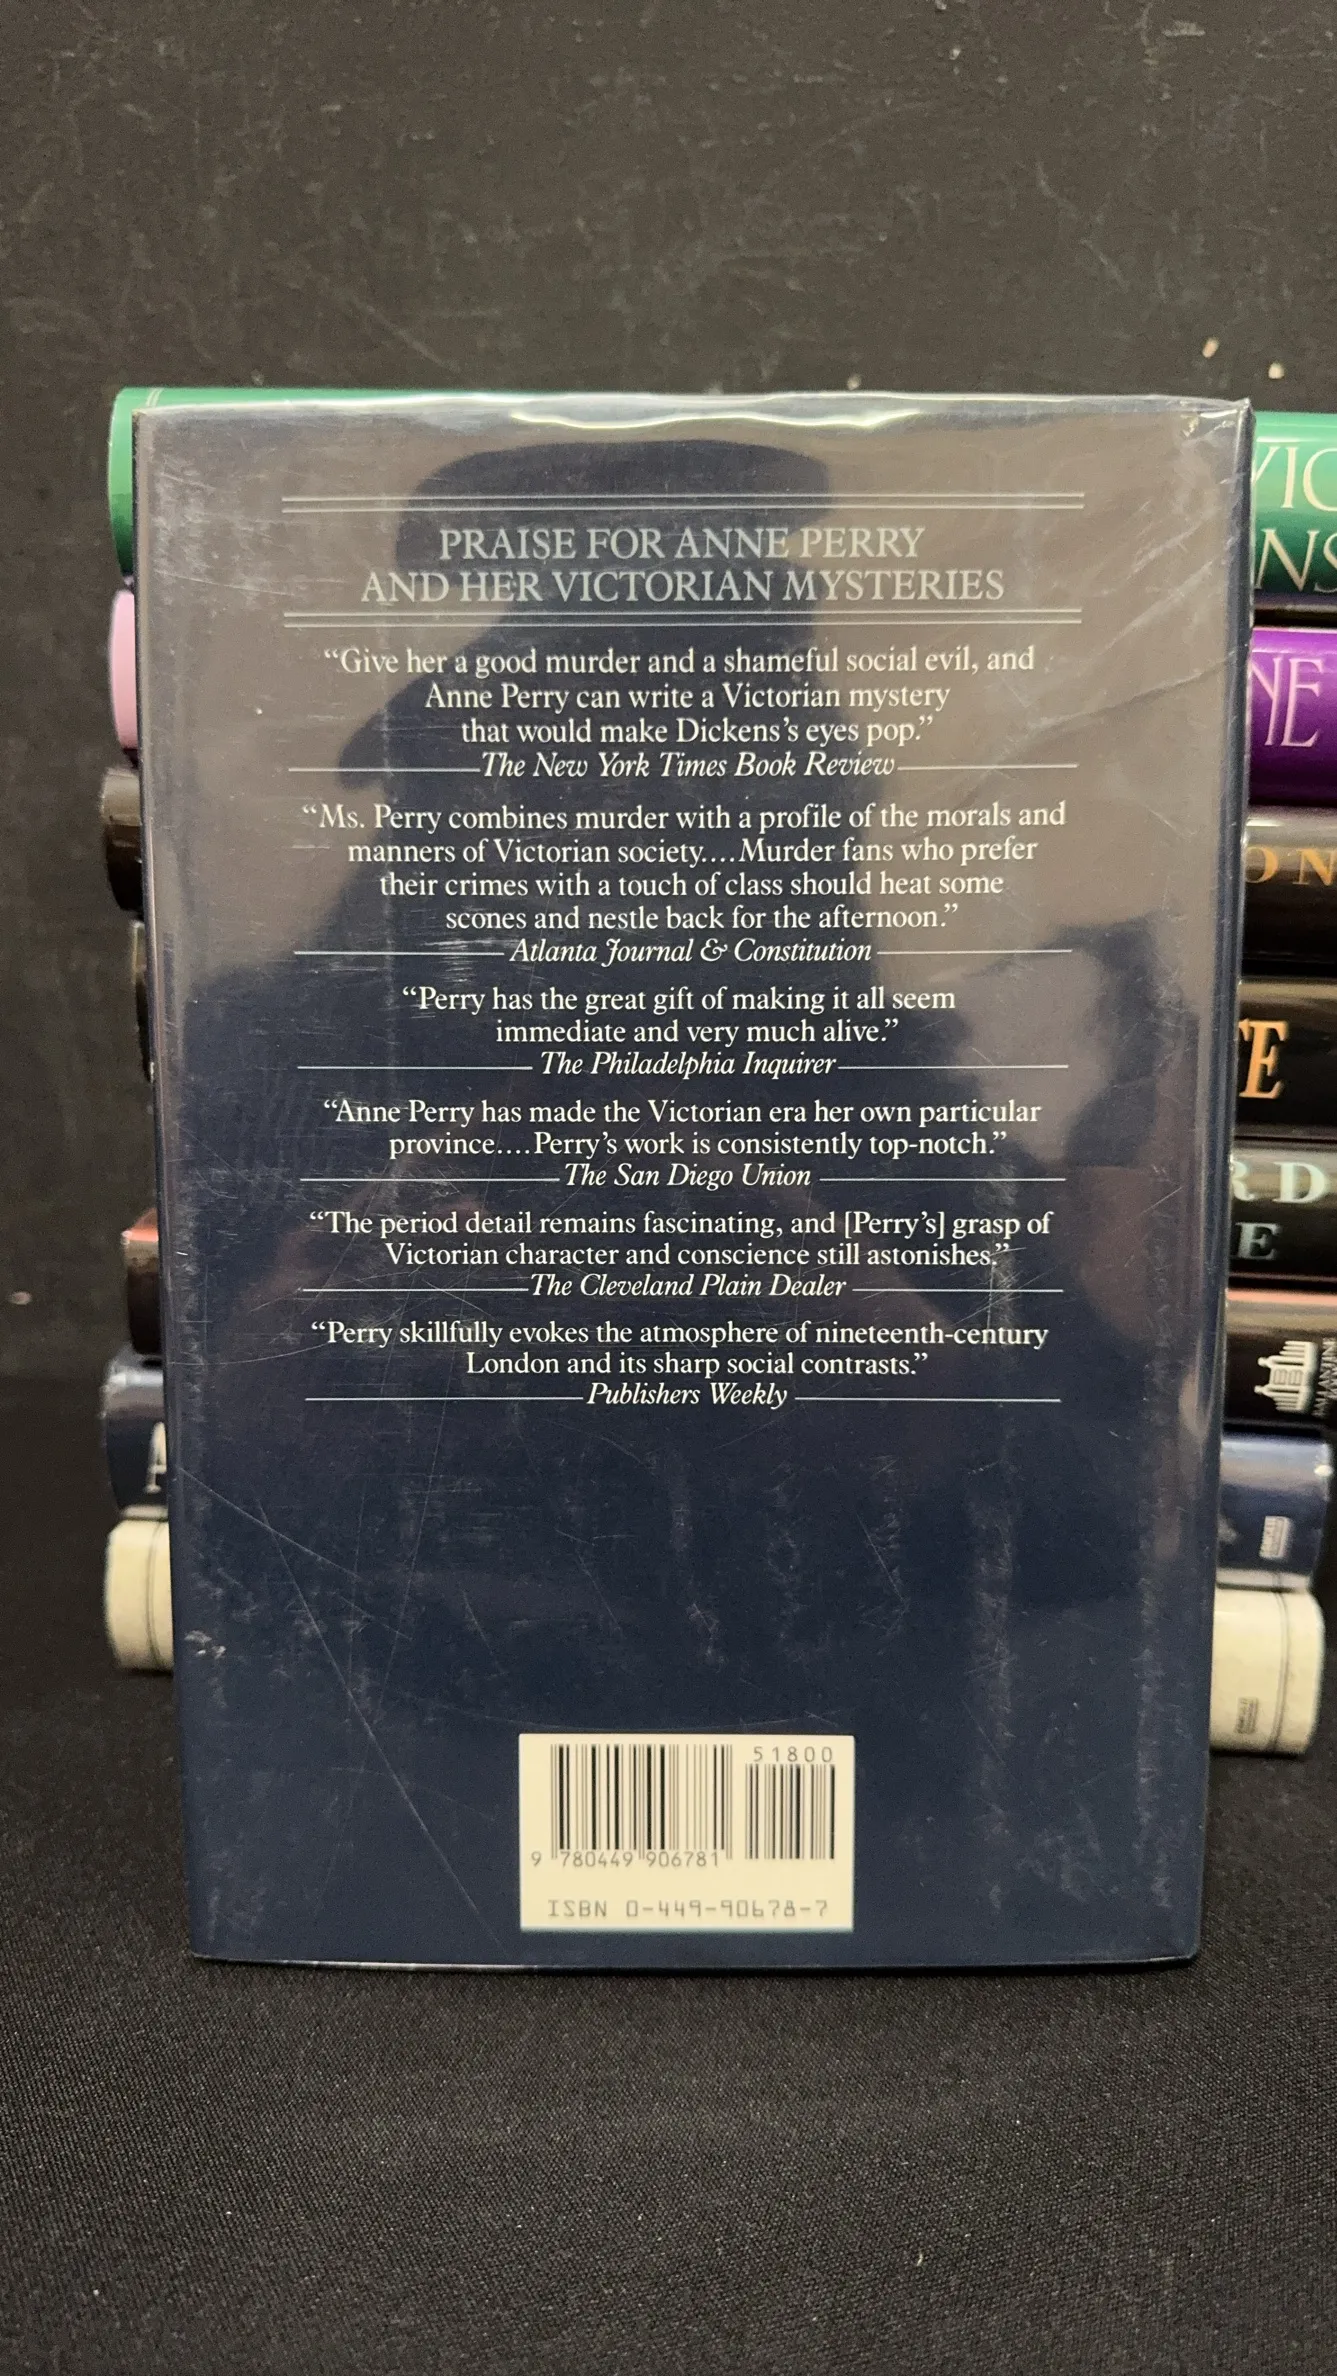 PRAISE FOR ANNE PERRY
AND HER VICTORIAN MYSTERIES
“Give her a good murder and a shameful social evil, and
Anne Perry can write a Victorian mystery
that would make Dickens’s eyes pop.”
The New York Times Book Review
“Ms. Perry combines murder with a profile of the morals and
manners of Victorian society....Murder fans who prefer
their crimes with a touch of class should heat some
scones and nestle back for the afternoon.”
Atlanta Journal & Constitution
“Perry has the great gift of making it all seem
immediate and very much alive.”
The Philadelphia Inquirer
“Anne Perry has made the Victorian era her own particular
province....Perry’s work is consistently top-notch.”
The San Diego Union
“The period detail remains fascinating, and [Perry’s] grasp of
Victorian character and conscience still astonishes.”
The Cleveland Plain Dealer
“Perry skillfully evokes the atmosphere of nineteenth-century
London and its sharp social contrasts.”
Publishers Weekly
51800
9 780449 906781
ISBN 0-449-90678-7
VIC
NS
NE
ON
TE
RD
E
A